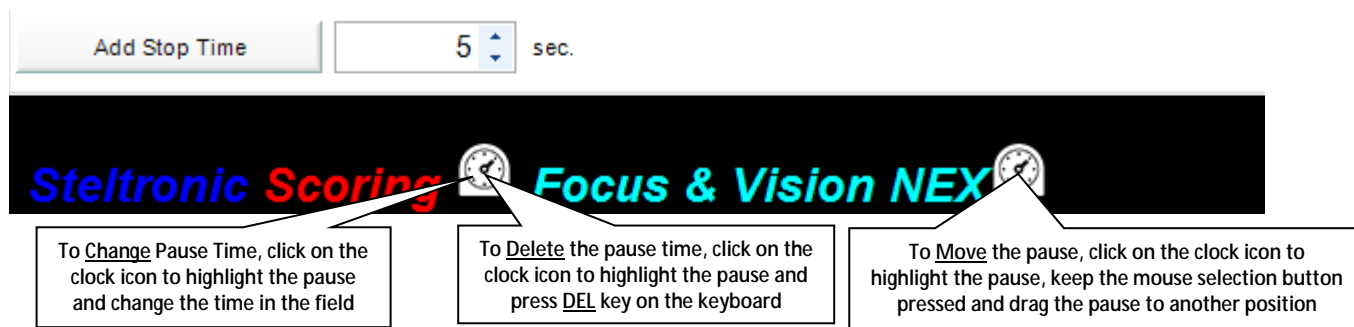 Add Stop Time 5 sec.
Steltronic Scoring Focus & Vision NEX
To Change Pause Time, click on the
clock icon to highlight the pause
and change the time in the field
To Delete the pause time, click on the
clock icon to highlight the pause and
press DEL key on the keyboard
To Move the pause, click on the clock icon to
highlight the pause, keep the mouse selection button
pressed and drag the pause to another position